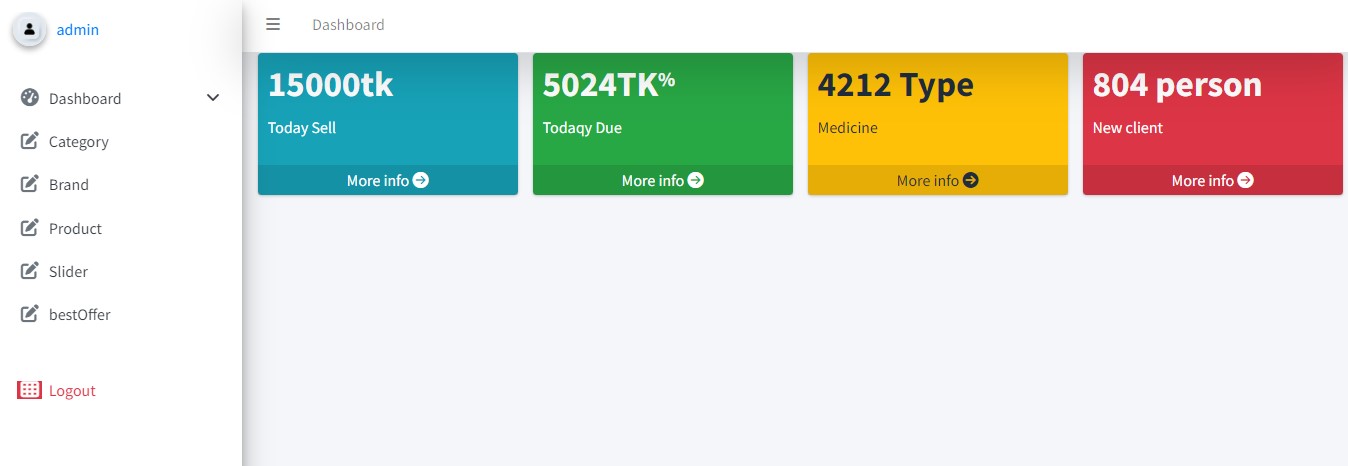 admin
Dashboard
Category
Brand
Product
Slider
bestOffer
Logout
Dashboard
15000tk
Today Sell
More info
5024TK%
Todaqy Due
More info
4212 Type
Medicine
More info
804 person
New client
More info